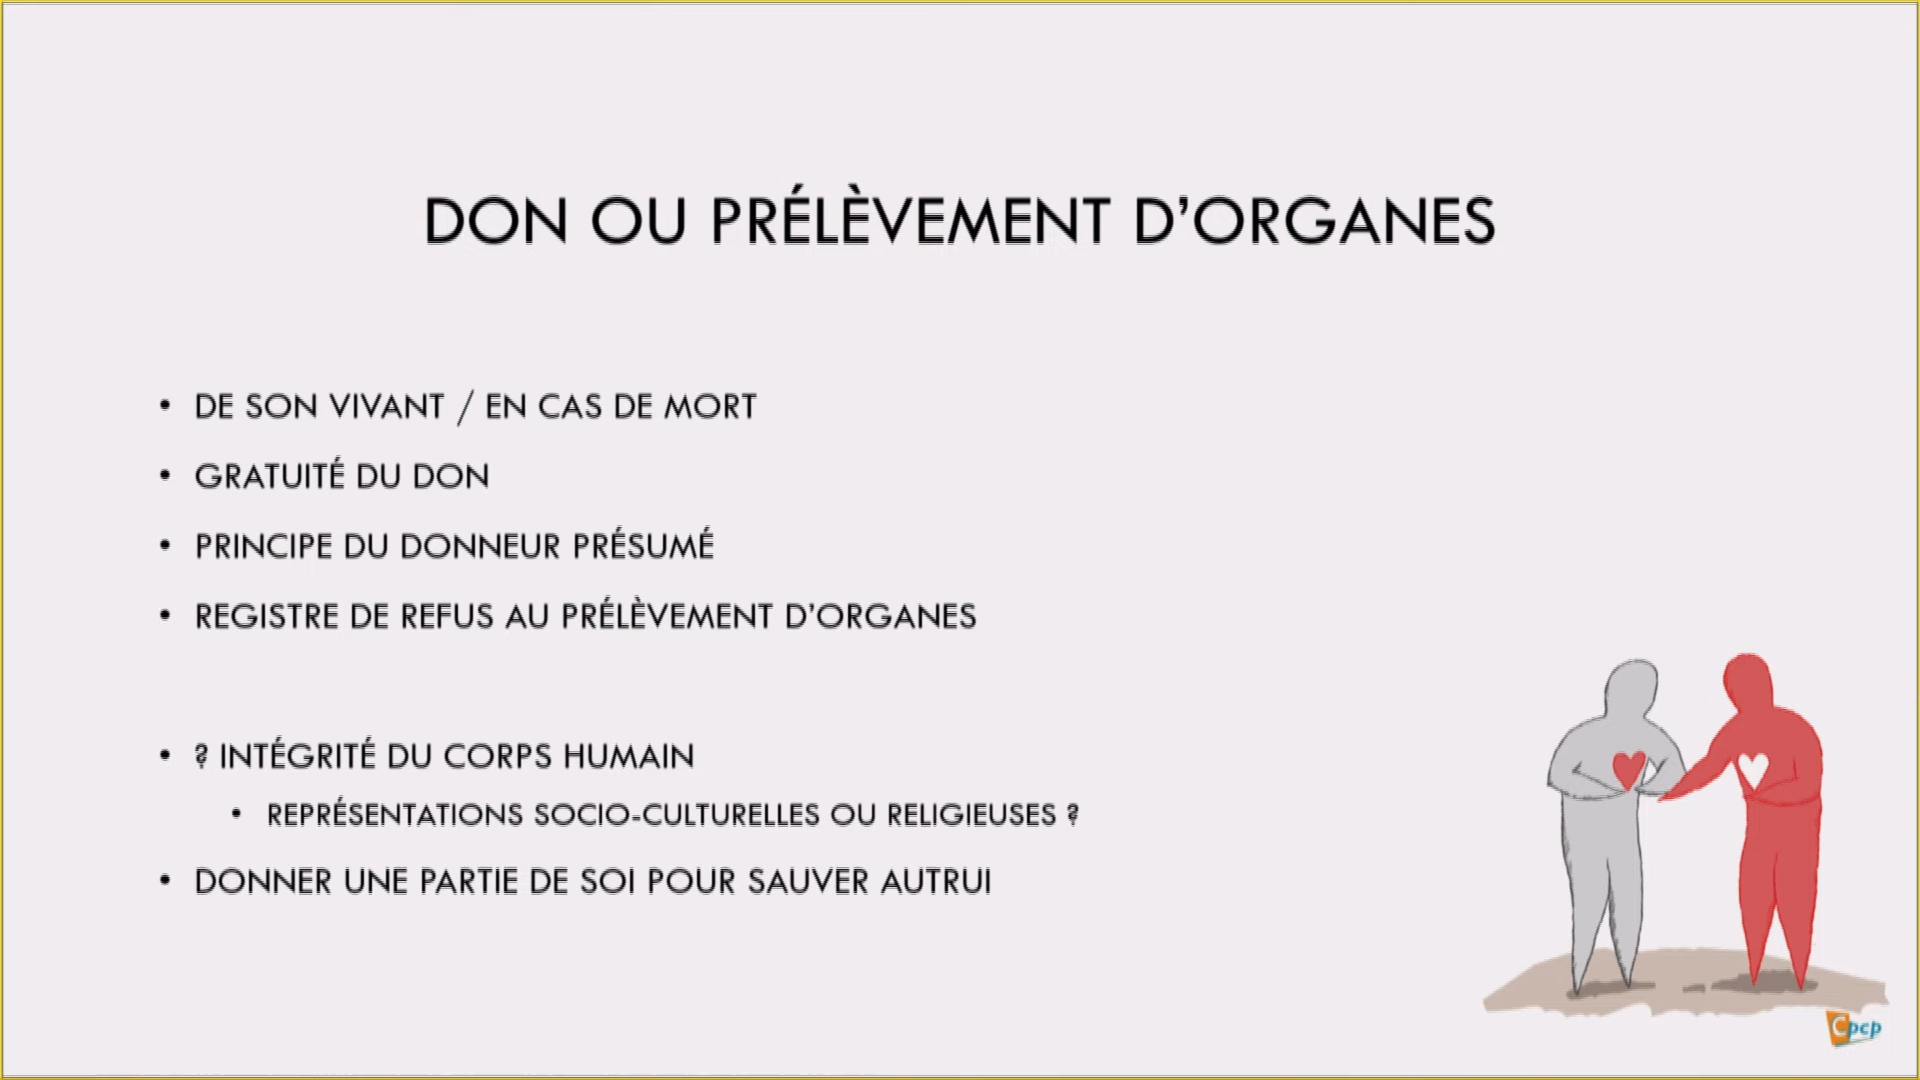 DON OU PRÉLÈVEMENT D'ORGANES
• DE SON VIVANT / EN CAS DE MORT
• GRATUITÉ DU DON
• PRINCIPE DU DONNEUR PRÉSUMÉ
• REGISTRE DE REFUS AU PRÉLÈVEMENT D'ORGANES
• ? INTÉGRITÉ DU CORPS HUMAIN
• REPRÉSENTATIONS SOCIO-CULTURELLES OU RELIGIEUSES ?
• DONNER UNE PARTIE DE SOI POUR SAUVER AUTRUI
Cpcp